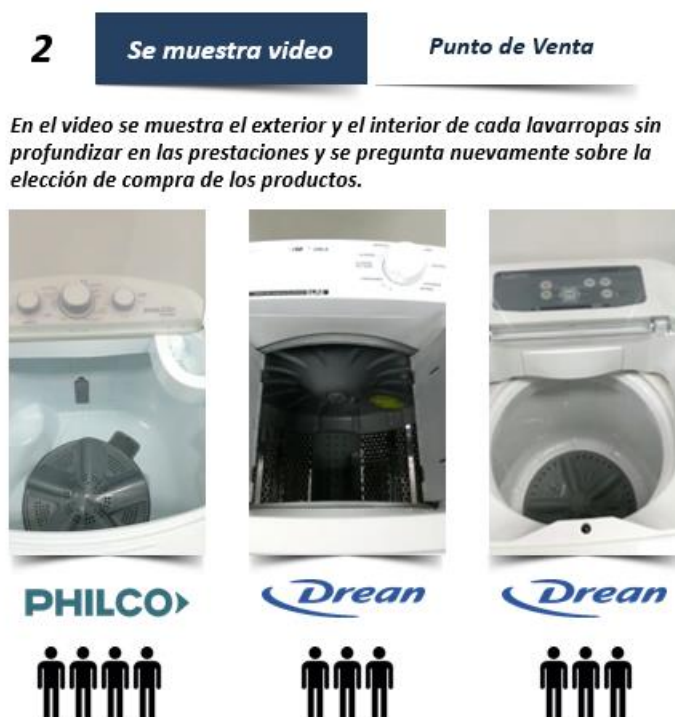 2
Se muestra video
Punto de Venta
En el video se muestra el exterior y el interior de cada lavarropas sin
profundizar en las prestaciones y se pregunta nuevamente sobre la
elección de compra de los productos.
PHILCO
PHILCO
Drean
Drean